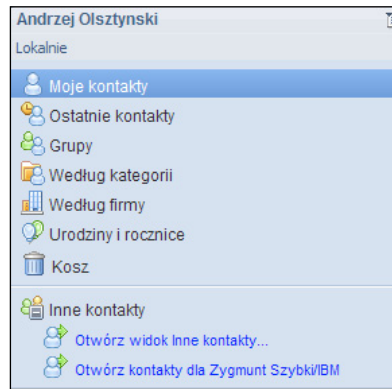 Andrzej Olsztynski
Lokalnie
Moje kontakty
Ostatnie kontakty
Grupy
Według kategorii
Według firmy
Urodziny i rocznice
Kosz
Inne kontakty
Otwórz widok Inne kontakty...
Otwórz kontakty dla Zygmunt Szybki/IBM